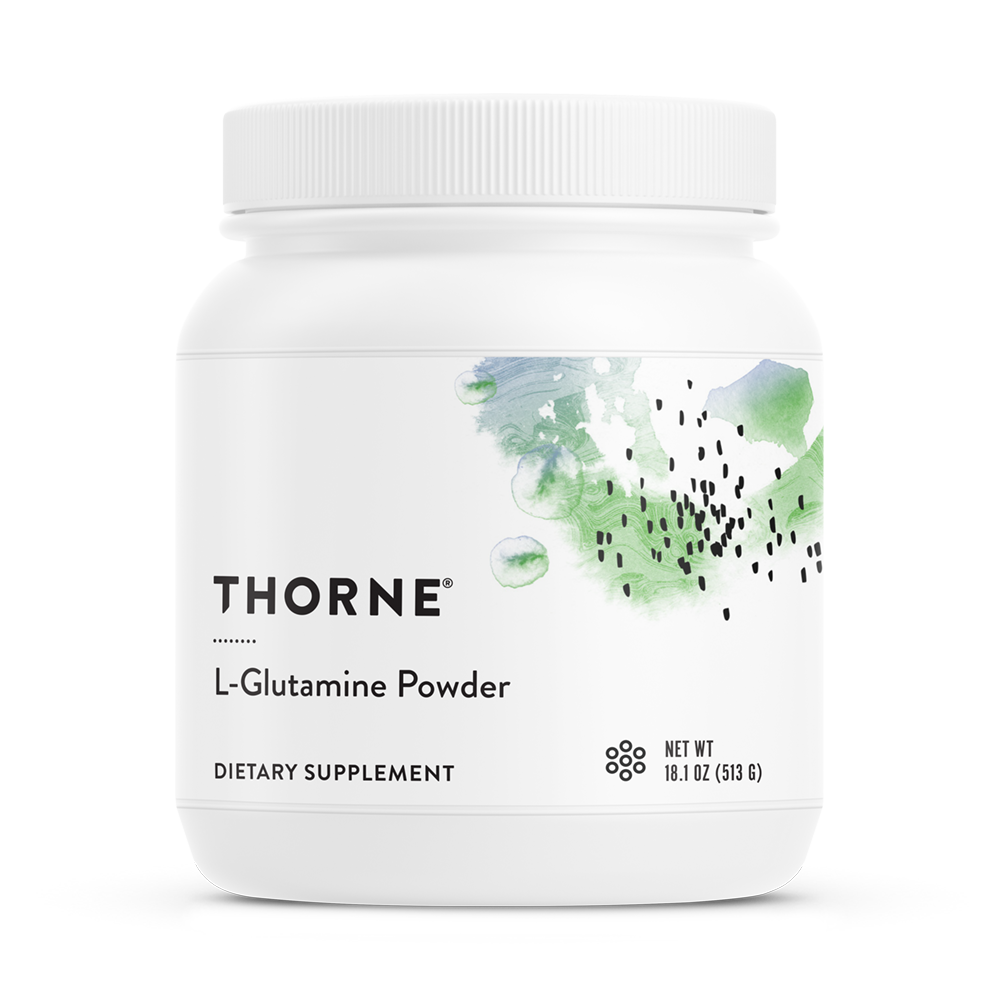 THORNE®
L-Glutamine Powder
DIETARY SUPPLEMENT
NET WT
18.1 OZ (513 G)